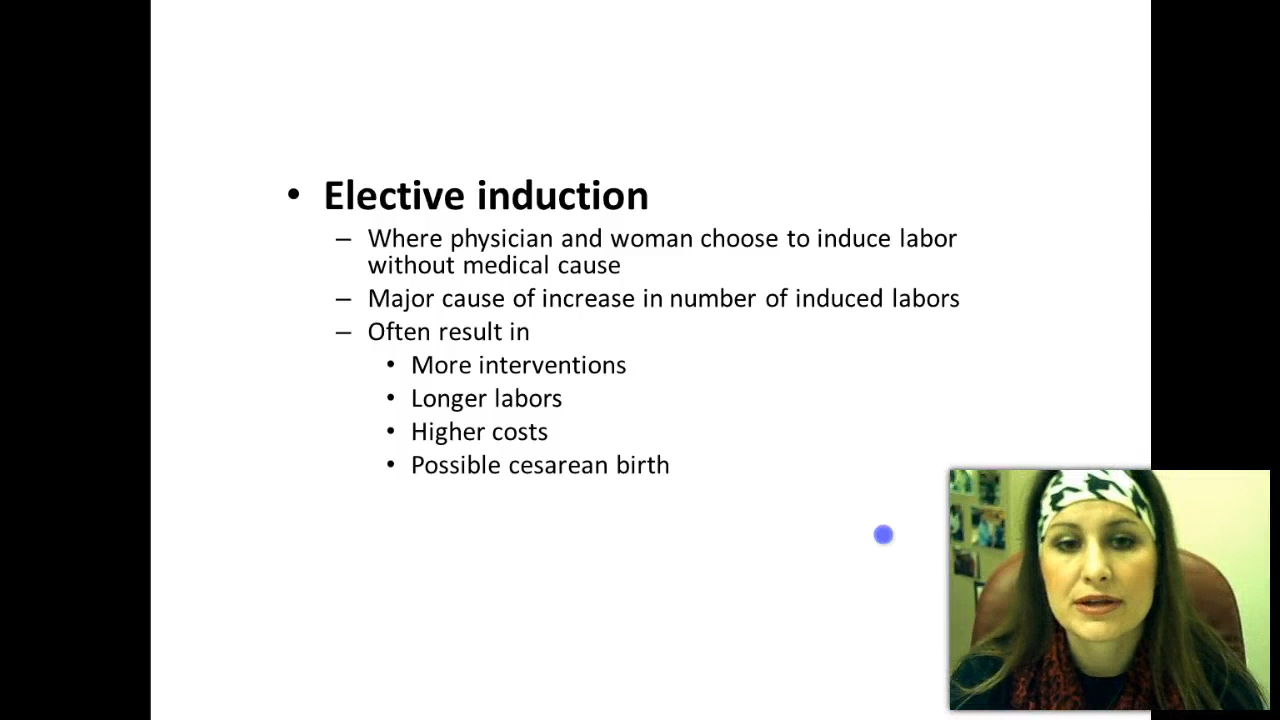 • Elective induction
– Where physician and woman choose to induce labor
without medical cause
– Major cause of increase in number of induced labors
– Often result in
• More interventions
• Longer labors
• Higher costs
• Possible cesarean birth